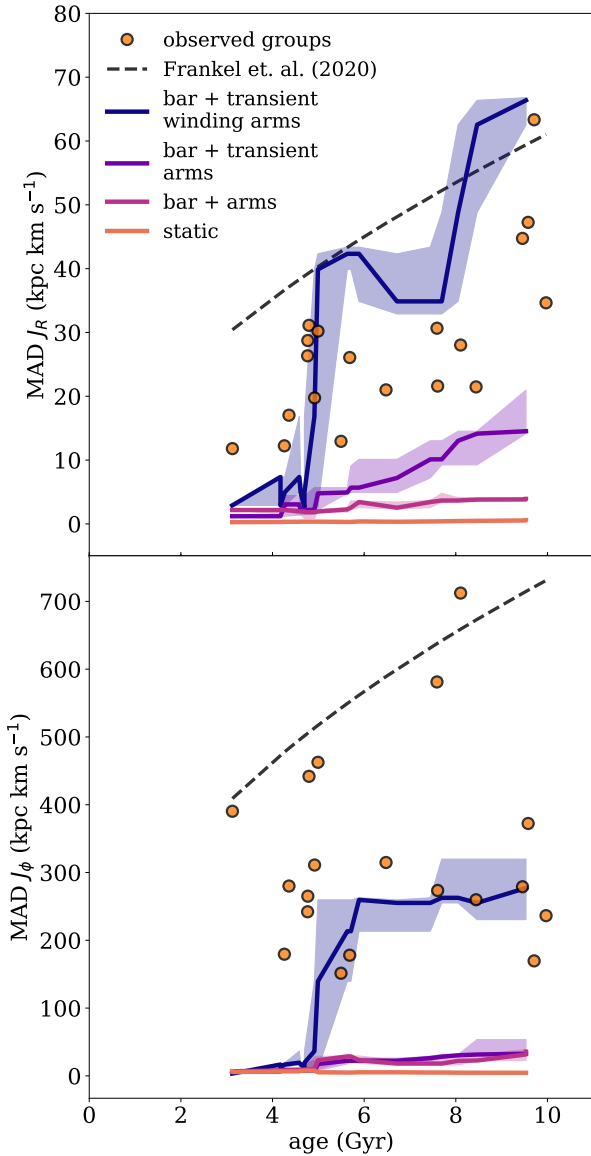 80
70
60
50
40
30
20
10
0
MAD J_R (kpc km s⁻¹)
observed groups
Frankel et. al. (2020)
bar + transient
winding arms
bar + transient
arms
bar + arms
static
700
600
500
400
300
200
100
0
MAD J_ϕ (kpc km s⁻¹)
0 2 4 6 8 10
age (Gyr)